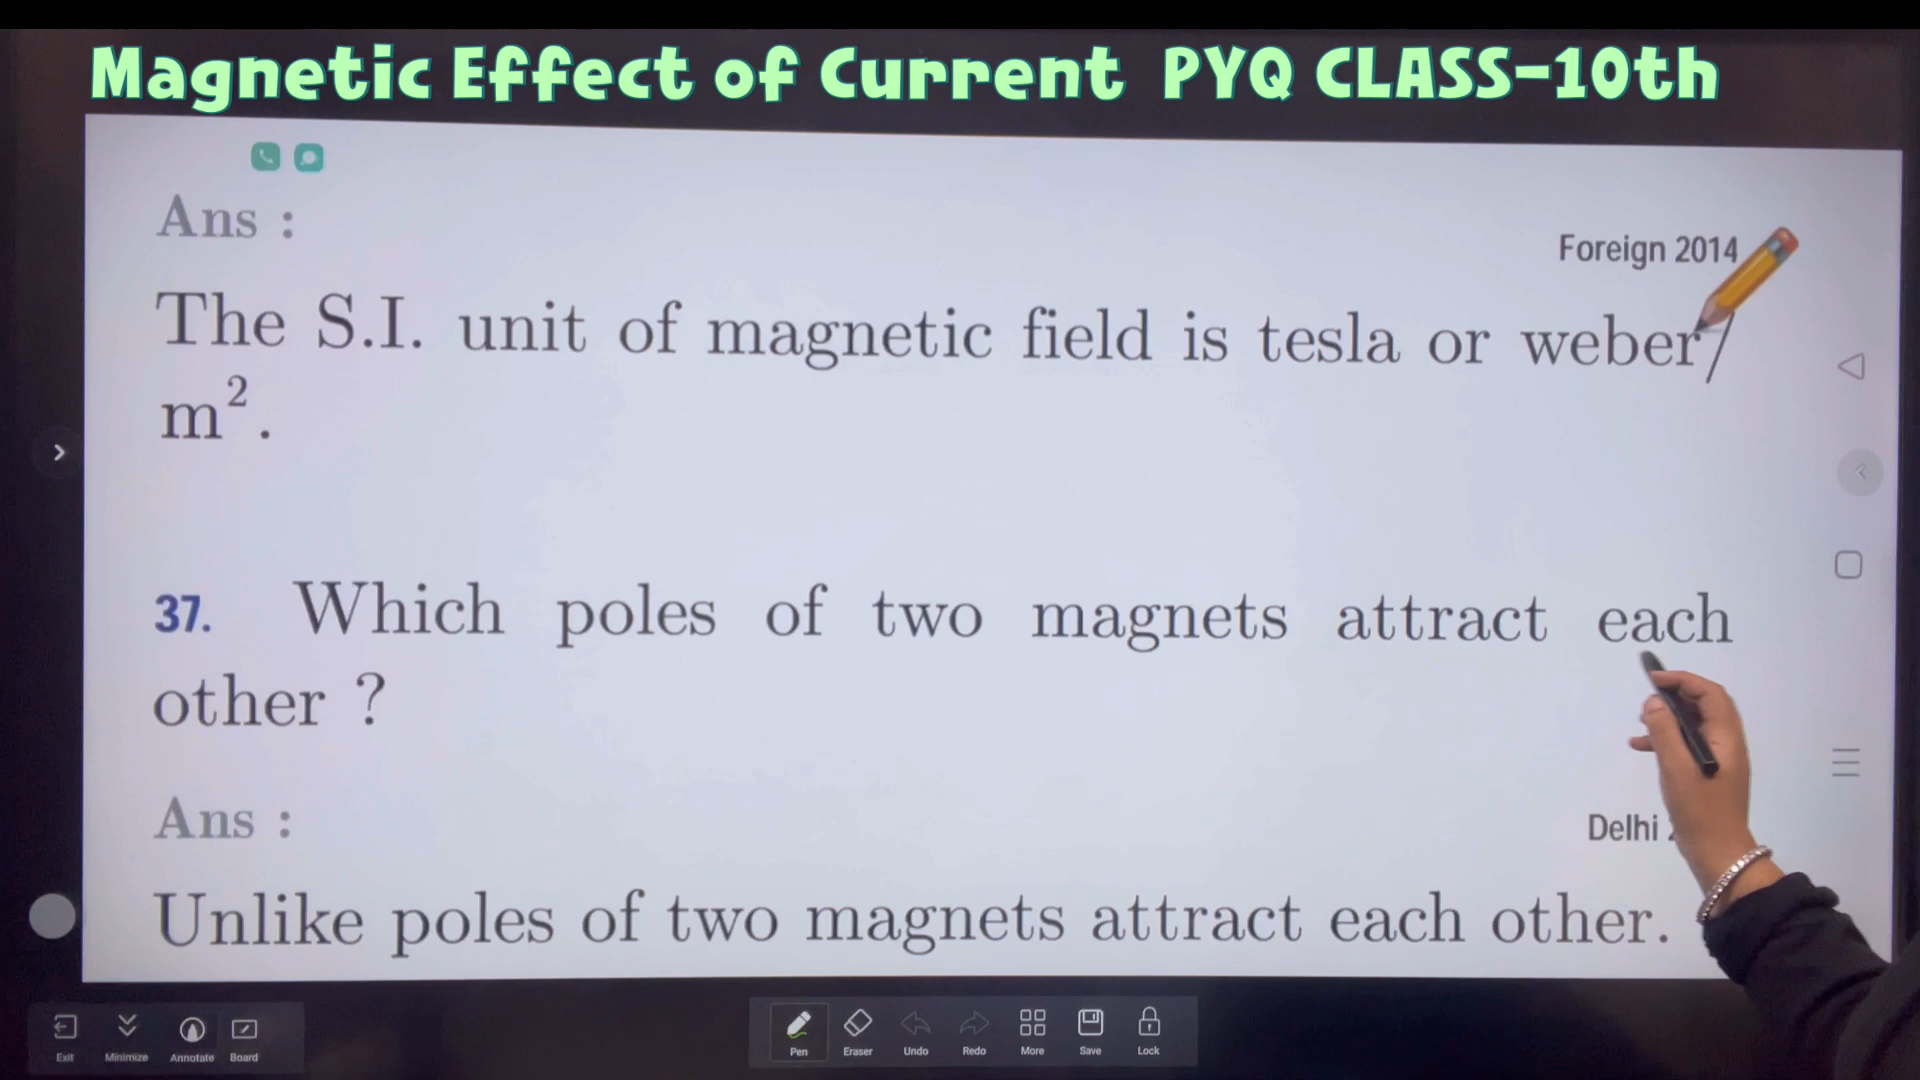 Magnetic Effect of Current PYQ CLASS-10th
Ans :
Foreign 2014
The S.I. unit of magnetic field is tesla or weber/
m².
37. Which poles of two magnets attract each
other ?
Ans :
Delhi
Unlike poles of two magnets attract each other.
Exit Minimize Annotate Board Pen Eraser Undo Redo More Save Lock